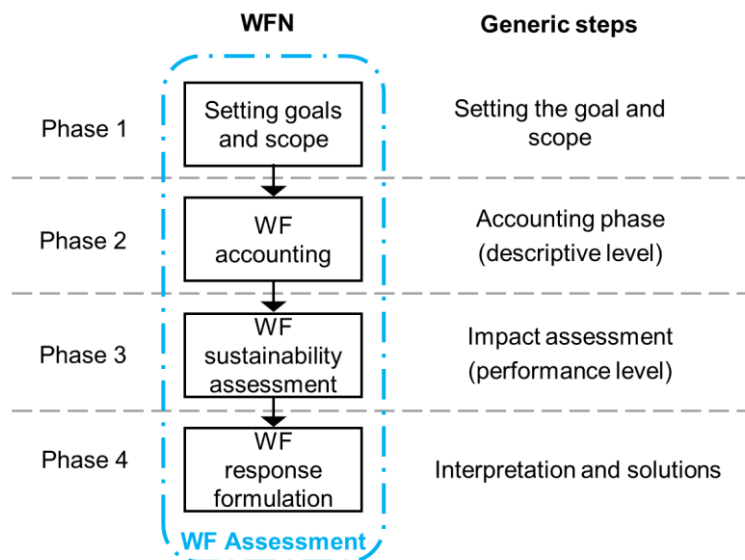 WFN
Generic steps
Phase 1
Setting goals
and scope
Setting the goal and
scope
Phase 2
WF
accounting
Accounting phase
(descriptive level)
Phase 3
WF
sustainability
assessment
Impact assessment
(performance level)
Phase 4
WF
response
formulation
Interpretation and solutions
WF Assessment